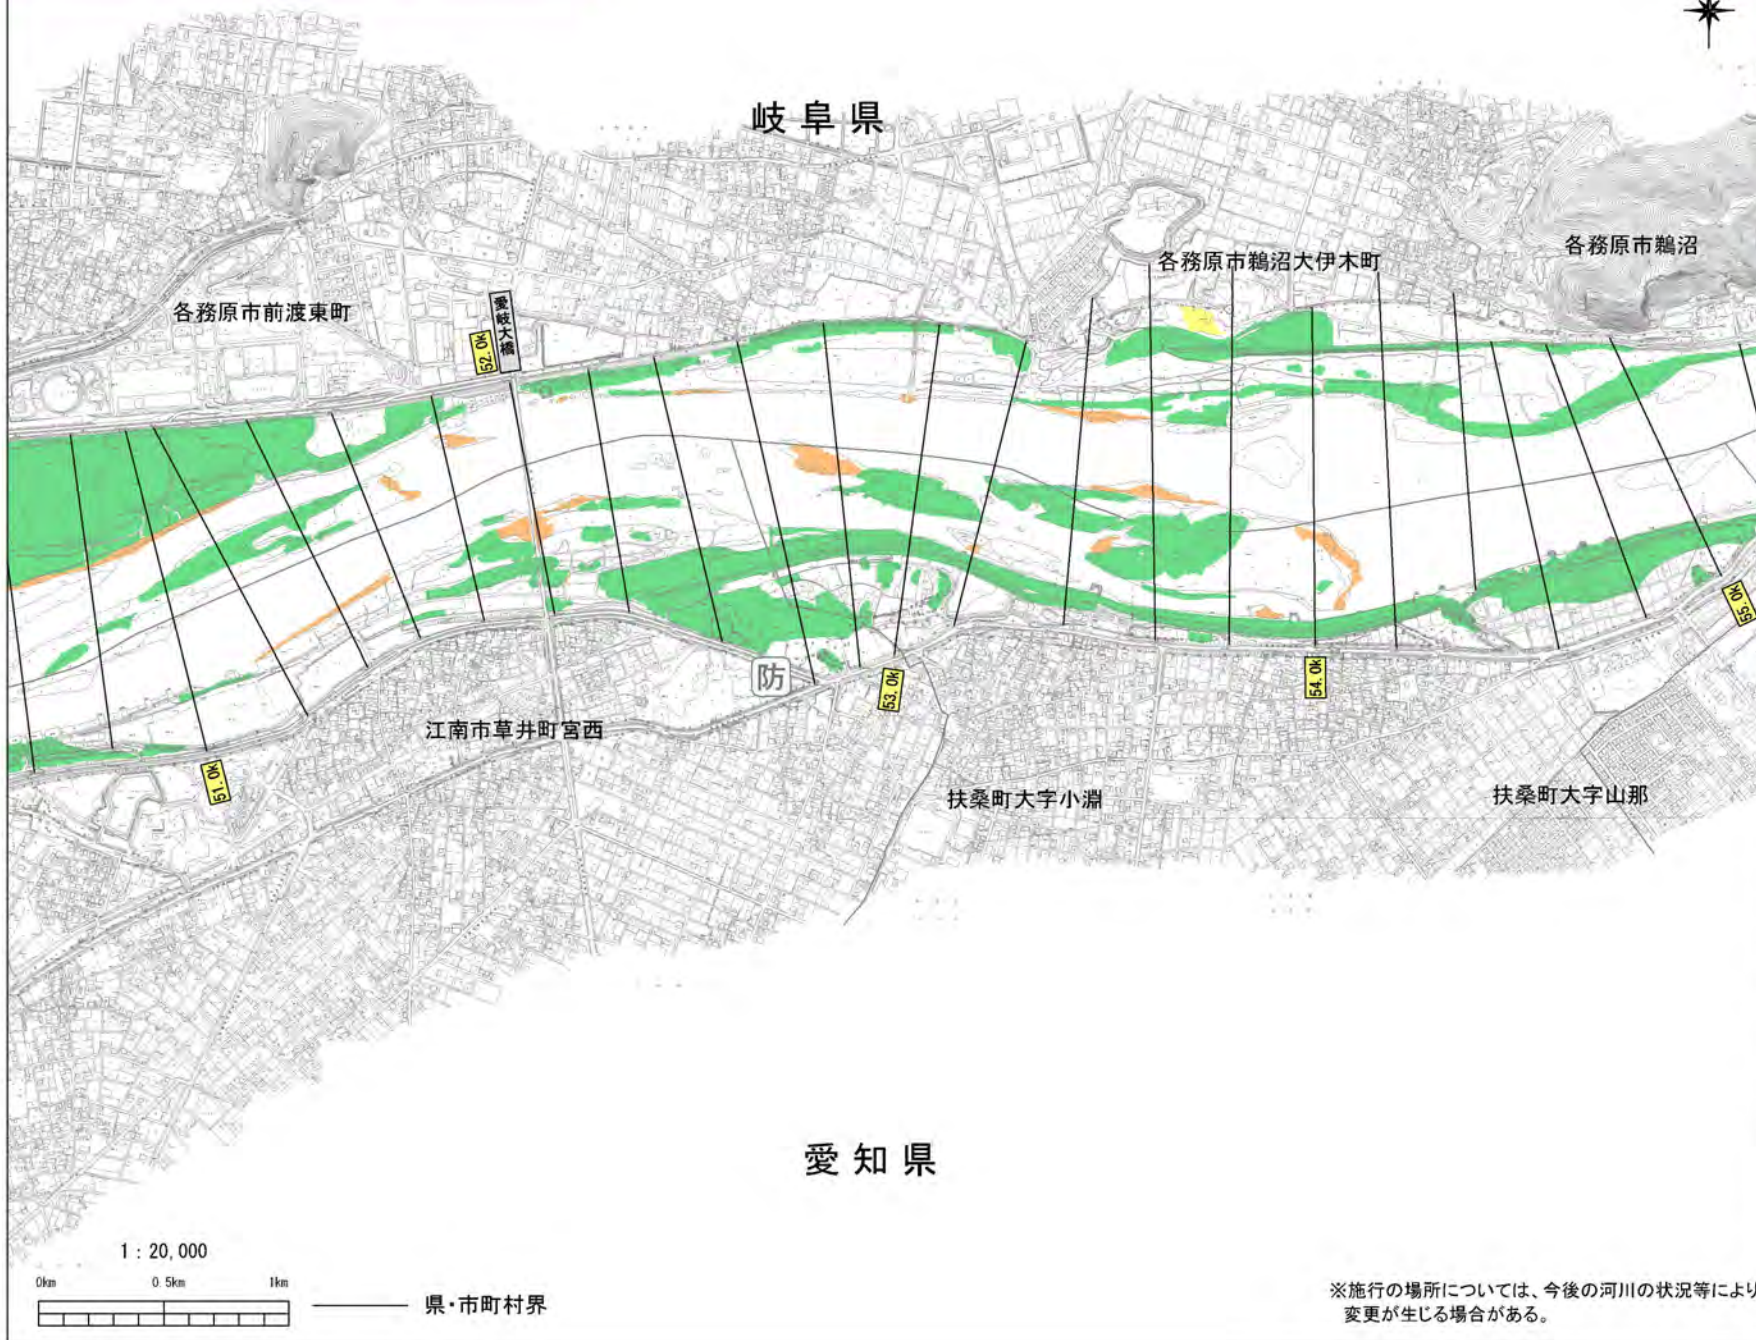 岐阜県
各務原市鵜沼
各務原市鵜沼大伊木町
各務原市前渡東町
愛岐大橋
52.0k
防
53.0k
54.0k
55.0k
51.0k
江南市草井町宮西
扶桑町大字小淵
扶桑町大字山那
愛知県
1：20,000
0km 0.5km 1km
県・市町村界
※施行の場所については、今後の河川の状況等により
変更が生じる場合がある。